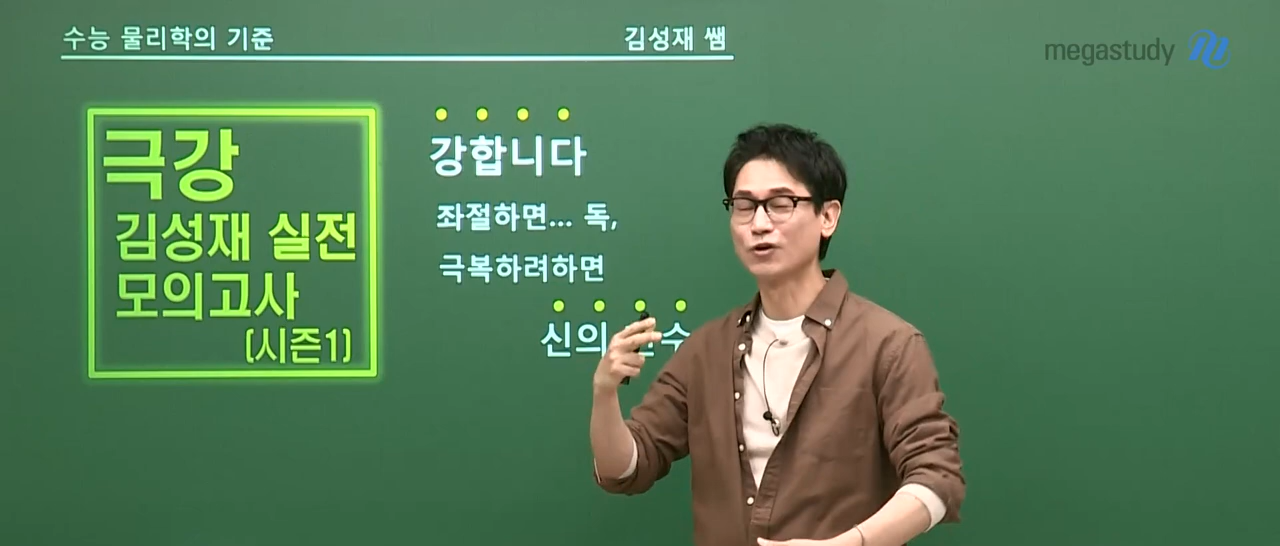 수능 물리학의 기준
김성재 쌤
megastudy
극강
김성재 실전
모의고사
(시즌1)
강합니다
좌절하면... 독,
극복하려하면
신의